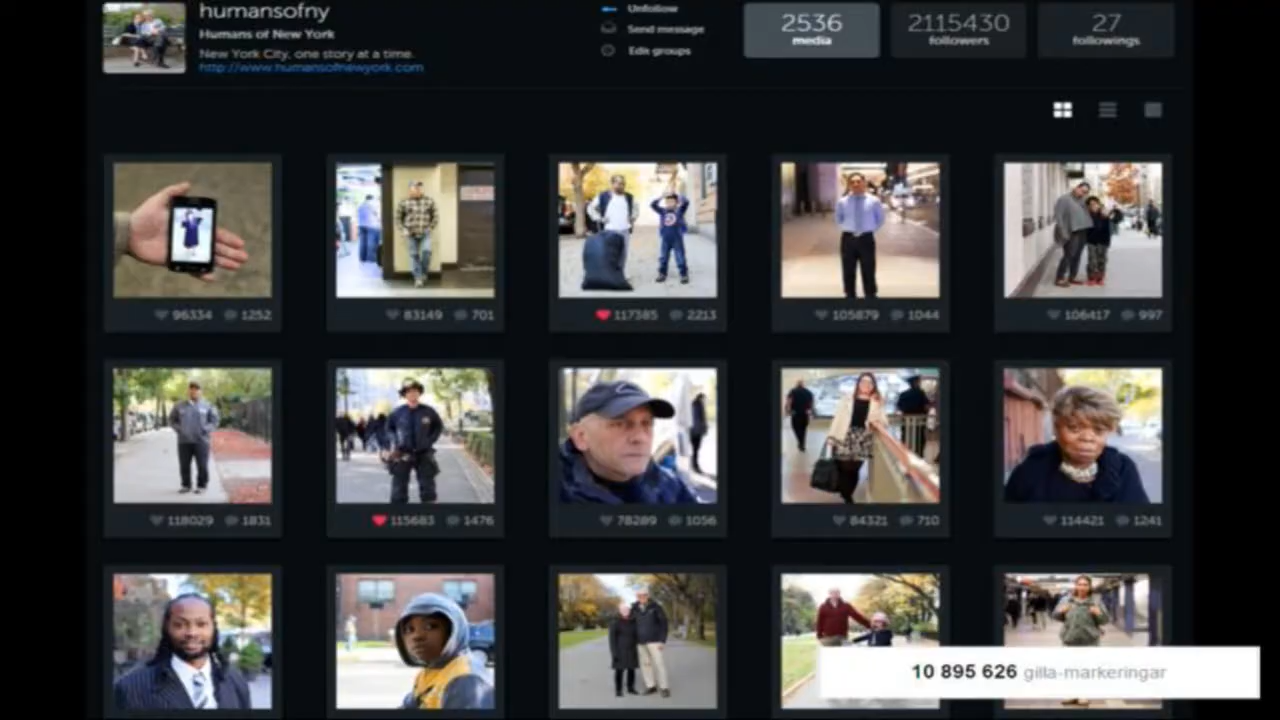 humansofny
Humans of New York
New York City, one story at a time.
http://www.humansofnewyork.com
Unfollow
Send message
Edit groups
2536
media
2115430
followers
27
followings
96334 1252
83149 701
117385 2213
105879 1044
106417 997
118029 1831
115683 1476
78289 1056
84321 710
114421 1241
10 895 626 gilla-markeringar